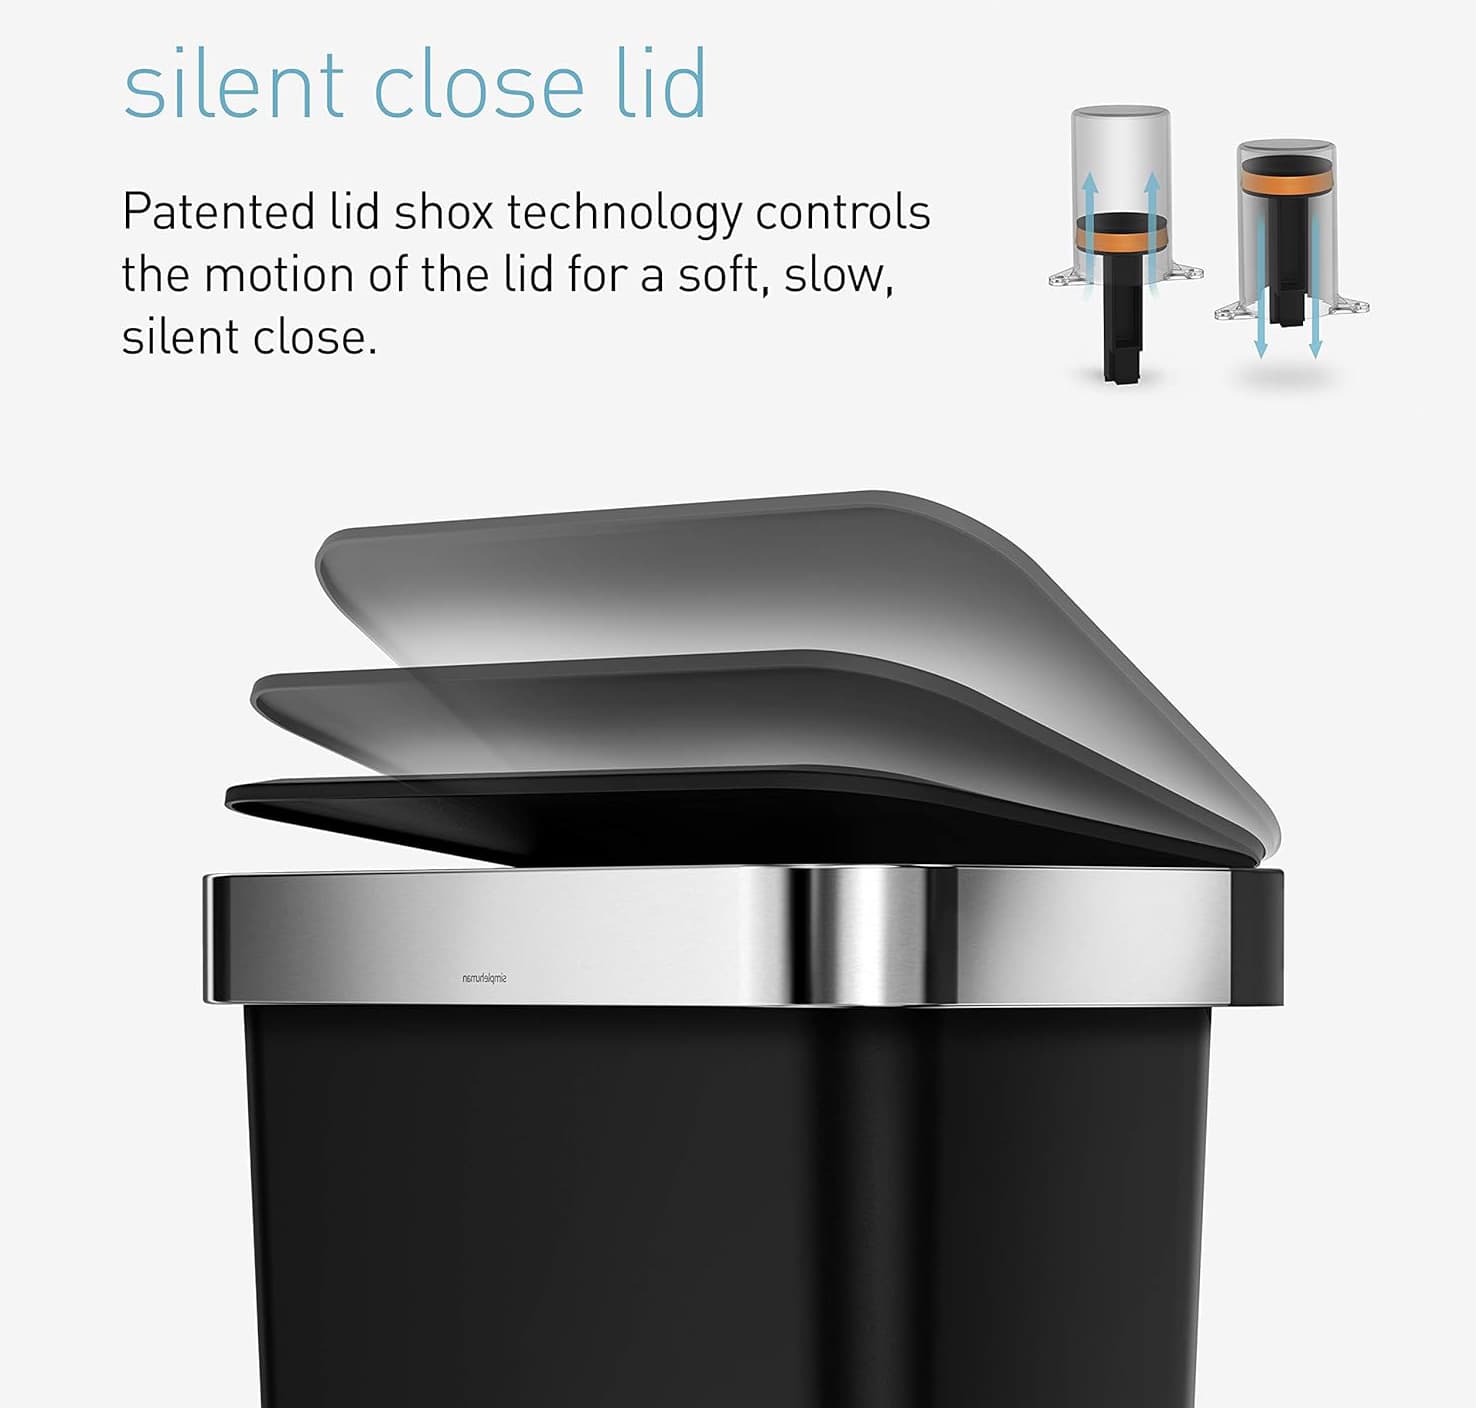 silent close lid
Patented lid shox technology controls
the motion of the lid for a soft, slow,
silent close.
simplehuman